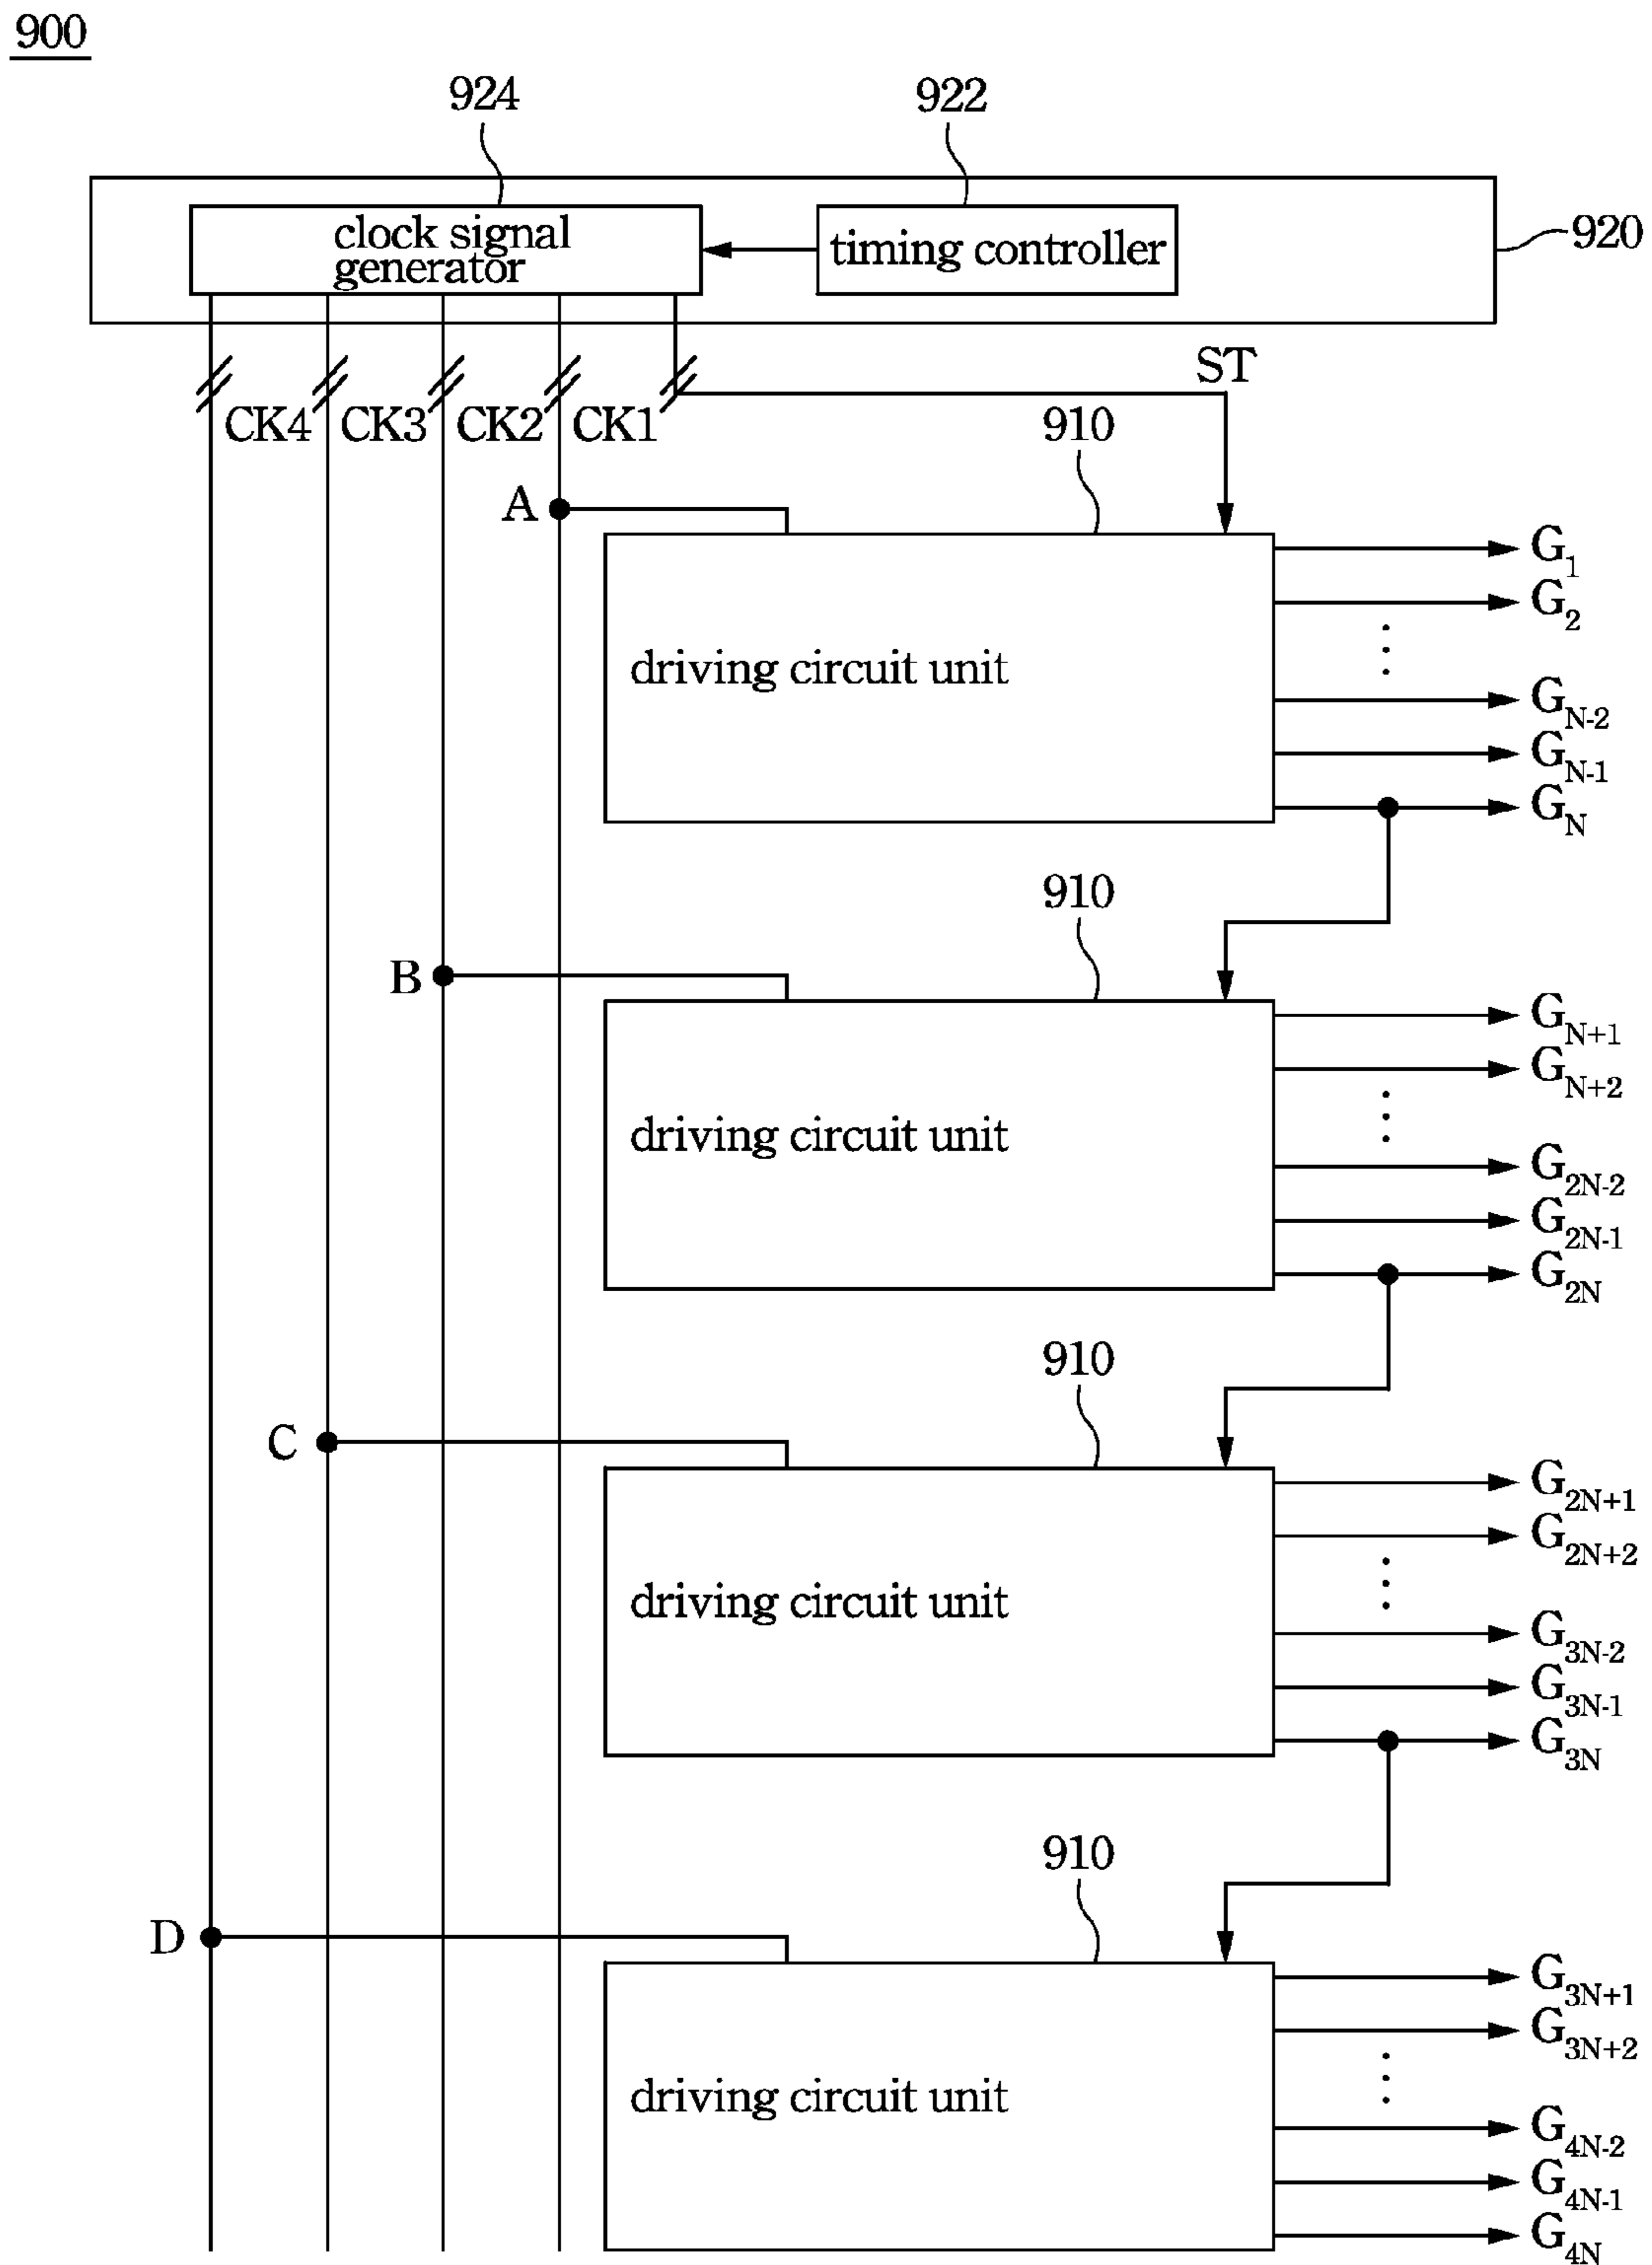 900
924
922
clock signal
generator
timing controller
920
ST
CK4
CK3
CK2
CK1
910
A
G1
G2
driving circuit unit
GN-2
GN-1
GN
910
B
GN+1
GN+2
driving circuit unit
G2N-2
G2N-1
G2N
910
C
G2N+1
G2N+2
driving circuit unit
G3N-2
G3N-1
G3N
910
D
G3N+1
G3N+2
driving circuit unit
G4N-2
G4N-1
G4N